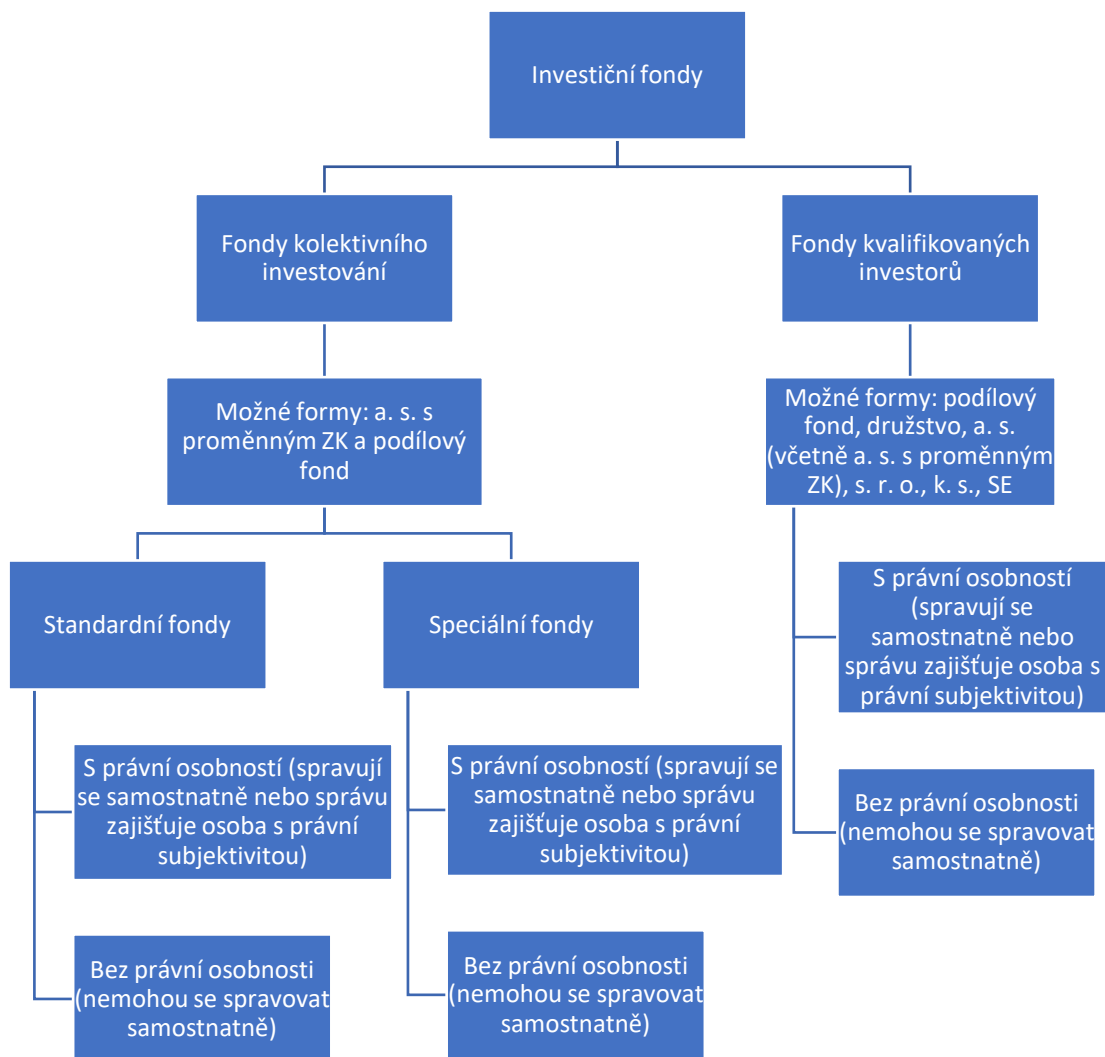 Investiční fondy
Fondy kolektivního
investování
Fondy kvalifikovaných
investorů
Možné formy: a. s. s
proměnným ZK a podílový
fond
Možné formy: podílový
fond, družstvo, a. s.
(včetně a. s. s proměnným
ZK), s. r. o., k. s., SE
Standardní fondy
Speciální fondy
S právní osobností
(spravují se
samostnatně nebo
správu zajišťuje osoba s
právní subjektivitou)
S právní osobností (spravují
se samostnatně nebo správu
zajišťuje osoba s právní
subjektivitou)
S právní osobností (spravují se
samostnatně nebo správu
zajišťuje osoba s právní
subjektivitou)
Bez právní osobnosti
(nemohou se spravovat
samostnatně)
Bez právní osobnosti
(nemohou se spravovat
samostnatně)
Bez právní osobnosti
(nemohou se spravovat
samostnatně)